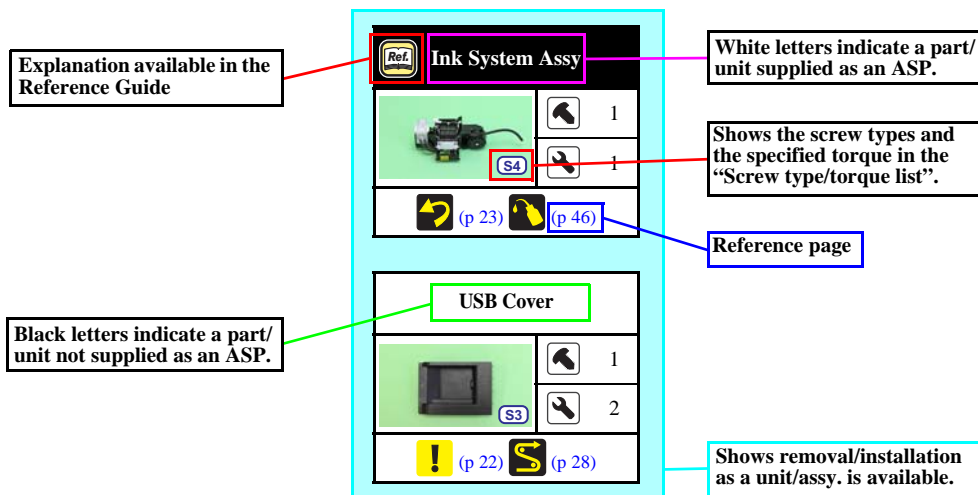 Explanation available in the
Reference Guide
Ref.
Ink System Assy
White letters indicate a part/
unit supplied as an ASP.
1
S4
1
Shows the screw types and
the specified torque in the
“Screw type/torque list”.
(p 23) (p 46)
Reference page
USB Cover
Black letters indicate a part/
unit not supplied as an ASP.
1
S3
2
(p 22) (p 28)
Shows removal/installation
as a unit/assy. is available.